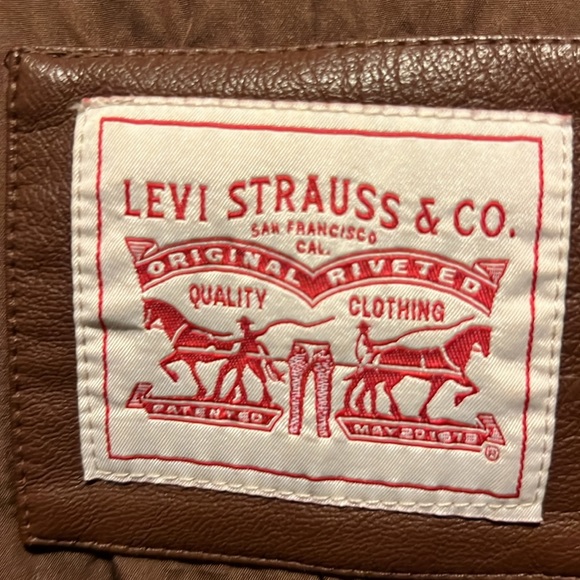 LEVI STRAUSS & CO.
SAN FRANCISCO
CAL.
ORIGINAL RIVETED
QUALITY CLOTHING
PATENTED MAY 20 1873
®